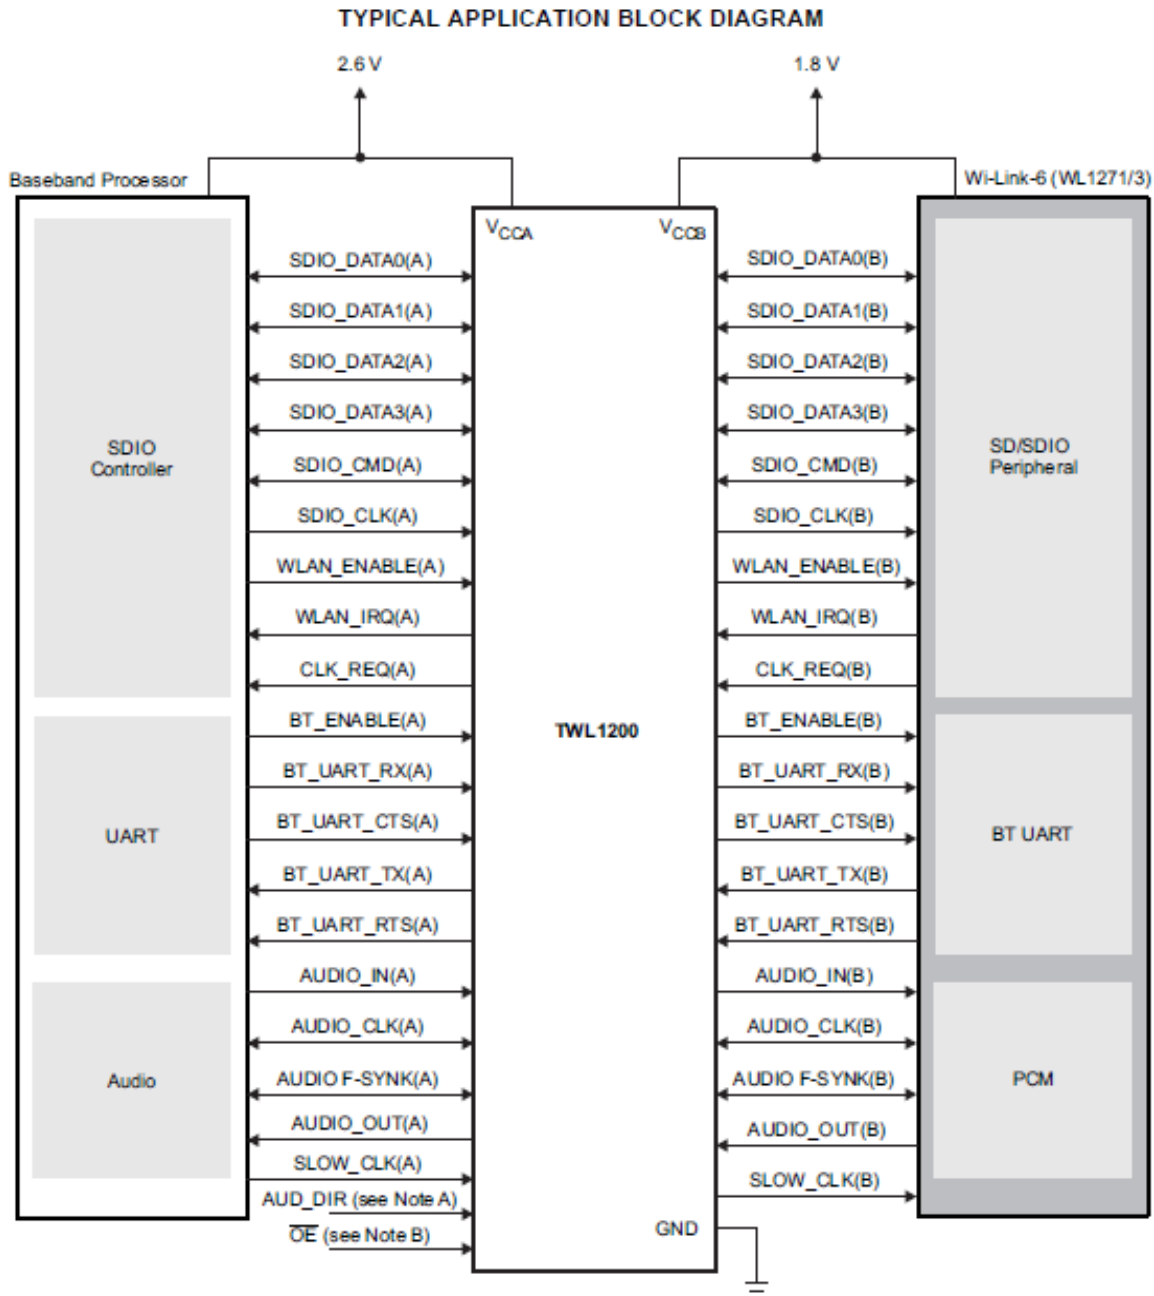 TYPICAL APPLICATION BLOCK DIAGRAM
2.6 V
1.8 V
Baseband Processor
Wi-Link-6 (WL1271/3)
VCCA
VCCB
SDIO_DATA0(A)
SDIO_DATA0(B)
SDIO_DATA1(A)
SDIO_DATA1(B)
SDIO_DATA2(A)
SDIO_DATA2(B)
SDIO_DATA3(A)
SDIO_DATA3(B)
SDIO
Controller
SD/SDIO
Peripheral
SDIO_CMD(A)
SDIO_CMD(B)
SDIO_CLK(A)
SDIO_CLK(B)
WLAN_ENABLE(A)
WLAN_ENABLE(B)
WLAN_IRQ(A)
WLAN_IRQ(B)
CLK_REQ(A)
CLK_REQ(B)
BT_ENABLE(A)
TWL1200
BT_ENABLE(B)
BT_UART_RX(A)
BT_UART_RX(B)
BT_UART_CTS(A)
BT_UART_CTS(B)
UART
BT UART
BT_UART_TX(A)
BT_UART_TX(B)
BT_UART_RTS(A)
BT_UART_RTS(B)
AUDIO_IN(A)
AUDIO_IN(B)
AUDIO_CLK(A)
AUDIO_CLK(B)
Audio
AUDIO F-SYNK(A)
AUDIO F-SYNK(B)
PCM
AUDIO_OUT(A)
AUDIO_OUT(B)
SLOW_CLK(A)
SLOW_CLK(B)
AUD_DIR (see Note A)
OE (see Note B)
GND